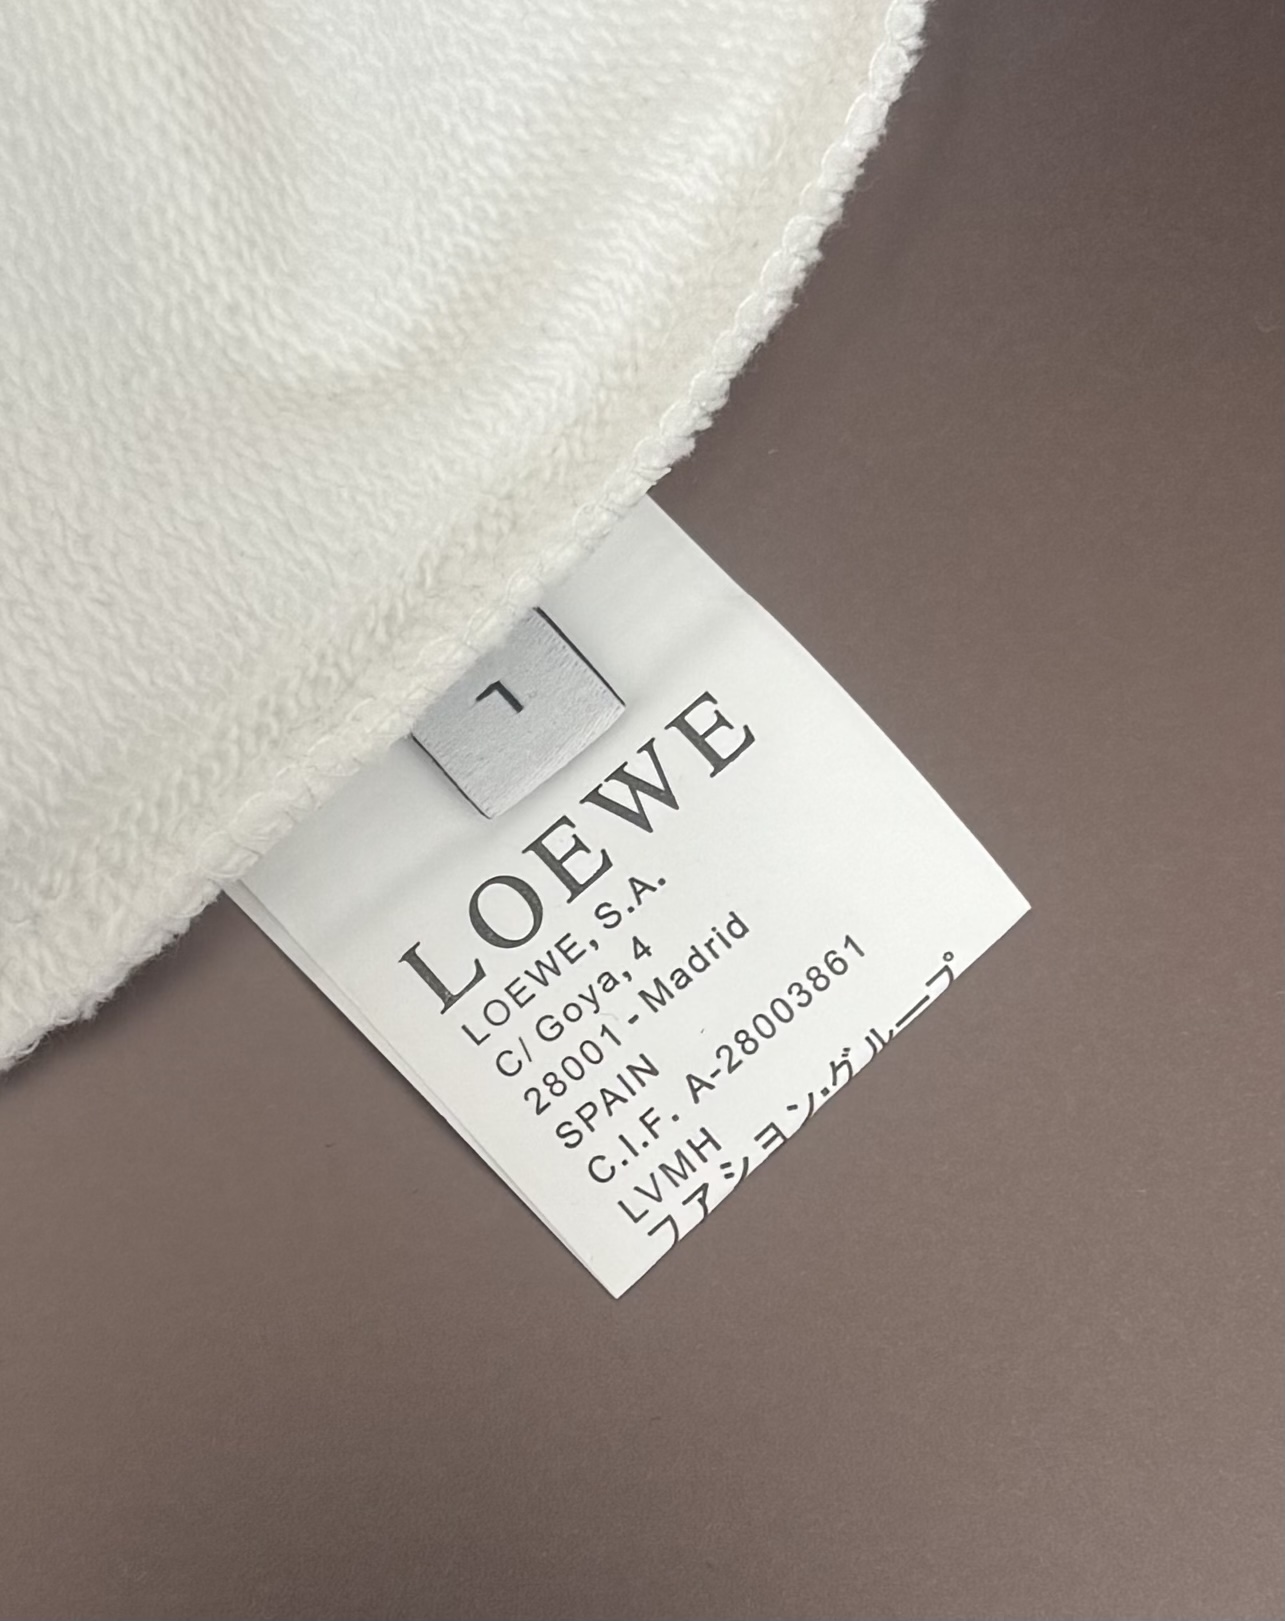 L
LOEWE
LOEWE, S.A.
C/ Goya, 4
28001 - Madrid
SPAIN
C.I.F. A-28003861
LVMH
ファション・グループ